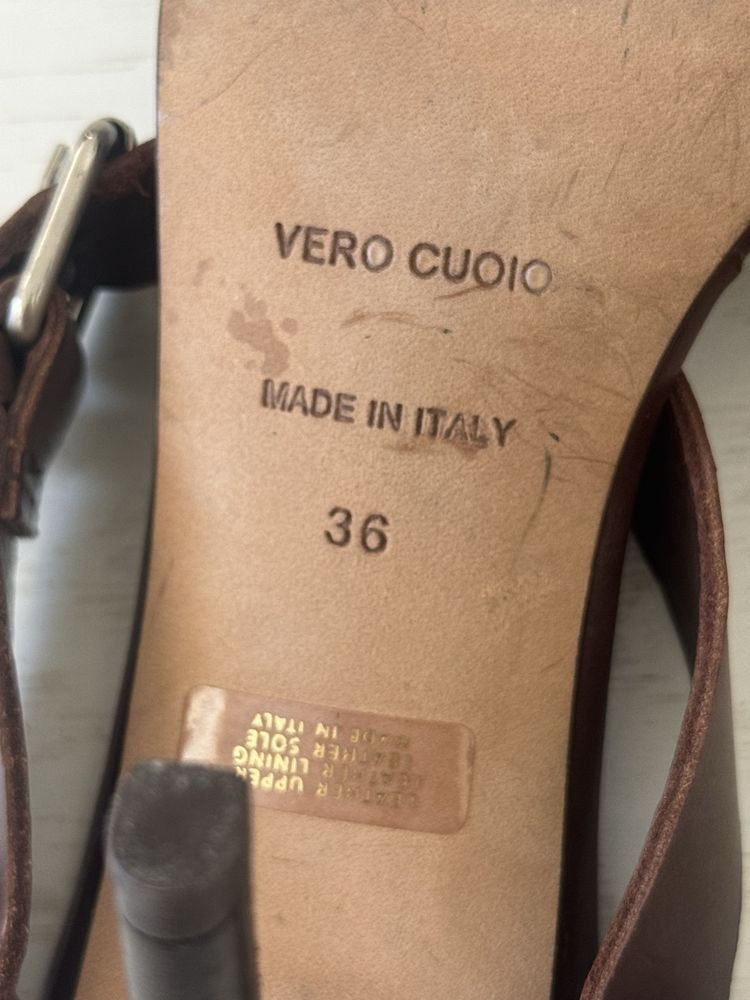 VERO CUOIO
MADE IN ITALY
36
LEATHER UPPER
LEATHER LINING
LEATHER SOLE
MADE IN ITALY